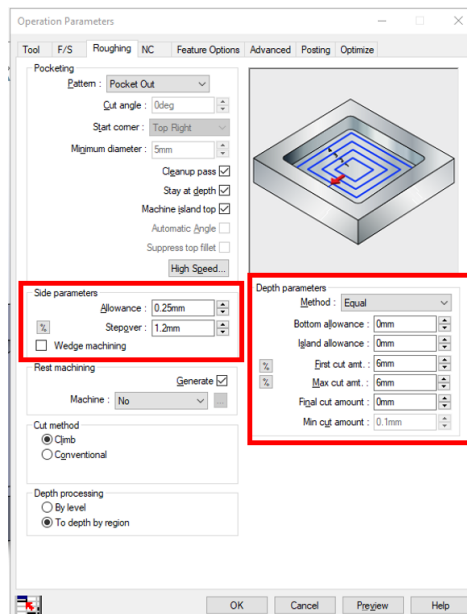 Operation Parameters
Tool F/S Roughing NC Feature Options Advanced Posting Optimize
Pocketing
Pattern : Pocket Out
Cut angle : 0deg
Start corner : Top Right
Minimum diameter : 5mm
Cleanup pass
Stay at depth
Machine island top
Automatic Angle
Suppress top fillet
High Speed...
Side parameters
Allowance : 0.25mm
% Stepover : 1.2mm
Wedge machining
Rest machining
Generate
Machine : No ...
Cut method
Climb
Conventional
Depth processing
By level
To depth by region
Depth parameters
Method : Equal
Bottom allowance : 0mm
Island allowance : 0mm
% First cut amt. : 6mm
% Max cut amt. : 6mm
Final cut amount : 0mm
Min cut amount : 0.1mm
OK Cancel Preview Help